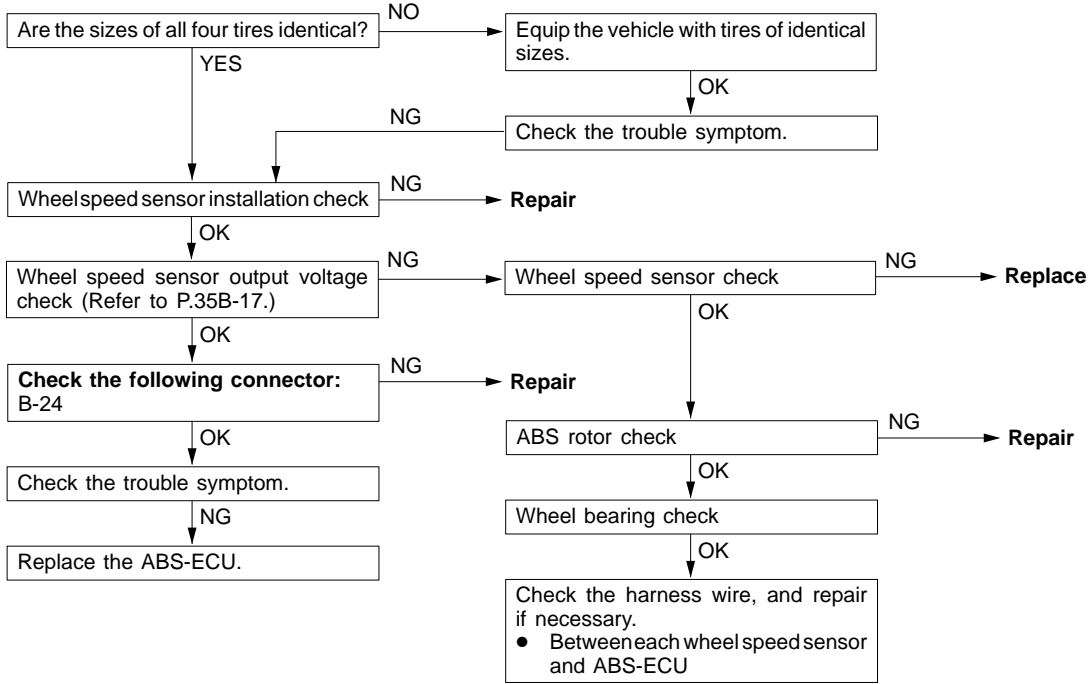 Are the sizes of all four tires identical?
NO
Equip the vehicle with tires of identical
sizes.
YES
OK
NG
Check the trouble symptom.
Wheel speed sensor installation check
NG
Repair
OK
Wheel speed sensor output voltage
check (Refer to P.35B-17.)
NG
Wheel speed sensor check
NG
Replace
OK
OK
Check the following connector:
B-24
NG
Repair
ABS rotor check
NG
Repair
OK
OK
Check the trouble symptom.
Wheel bearing check
NG
OK
Replace the ABS-ECU.
Check the harness wire, and repair
if necessary.
● Between each wheel speed sensor
and ABS-ECU